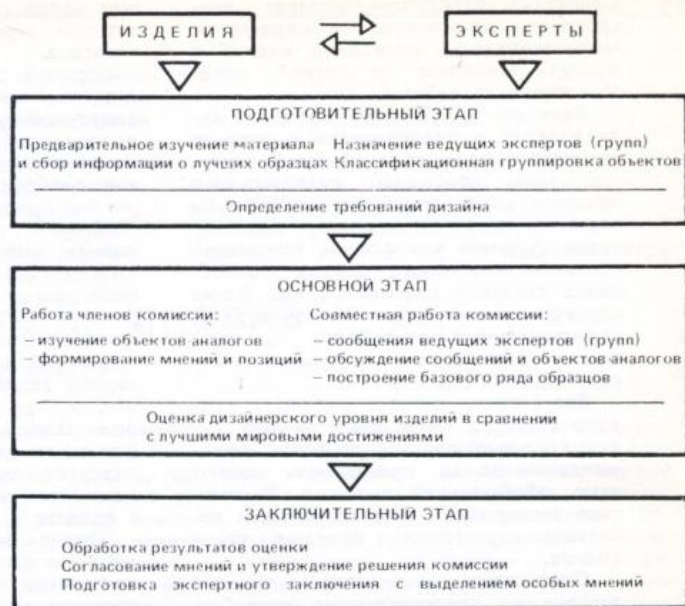 ИЗДЕЛИЯ
ЭКСПЕРТЫ
ПОДГОТОВИТЕЛЬНЫЙ ЭТАП
Предварительное изучение материала
и сбор информации о лучших образцах
Назначение ведущих экспертов (групп)
Классификационная группировка объектов
Определение требований дизайна
ОСНОВНОЙ ЭТАП
Работа членов комиссии:
– изучение объектов аналогов
– формирование мнений и позиций
Совместная работа комиссии:
– сообщения ведущих экспертов (групп)
– обсуждение сообщений и объектов аналогов
– построение базового ряда образцов
Оценка дизайнерского уровня изделий в сравнении
с лучшими мировыми достижениями
ЗАКЛЮЧИТЕЛЬНЫЙ ЭТАП
Обработка результатов оценки
Согласование мнений и утверждение решения комиссии
Подготовка экспертного заключения с выделением особых мнений